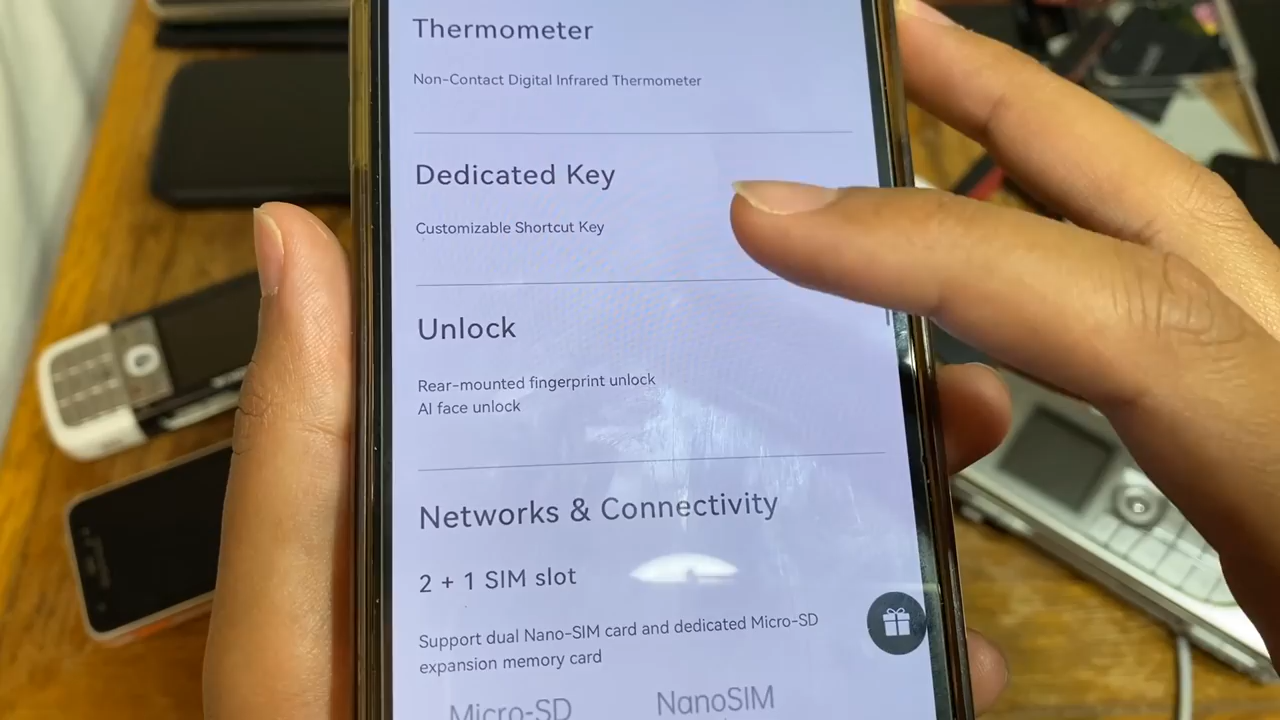 Thermometer
Non-Contact Digital Infrared Thermometer
Dedicated Key
Customizable Shortcut Key
Unlock
Rear-mounted fingerprint unlock
AI face unlock
Networks & Connectivity
2 + 1 SIM slot
Support dual Nano-SIM card and dedicated Micro-SD
expansion memory card
Micro-SD NanoSIM